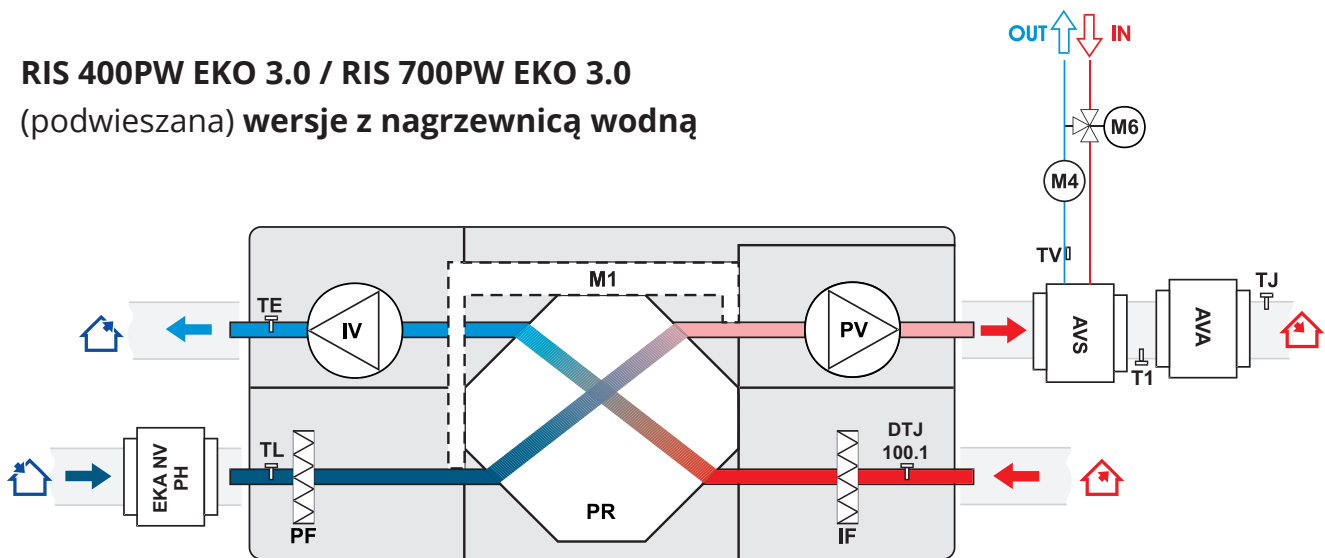 OUT IN
RIS 400PW EKO 3.0 / RIS 700PW EKO 3.0
(podwieszana) wersje z nagrzewnicą wodną
M6
M4
TV
M1
TE
IV
PV
AVS
AVA
TJ
T1
EKA NV
PH
TL
PF
PR
IF
DTJ
100.1